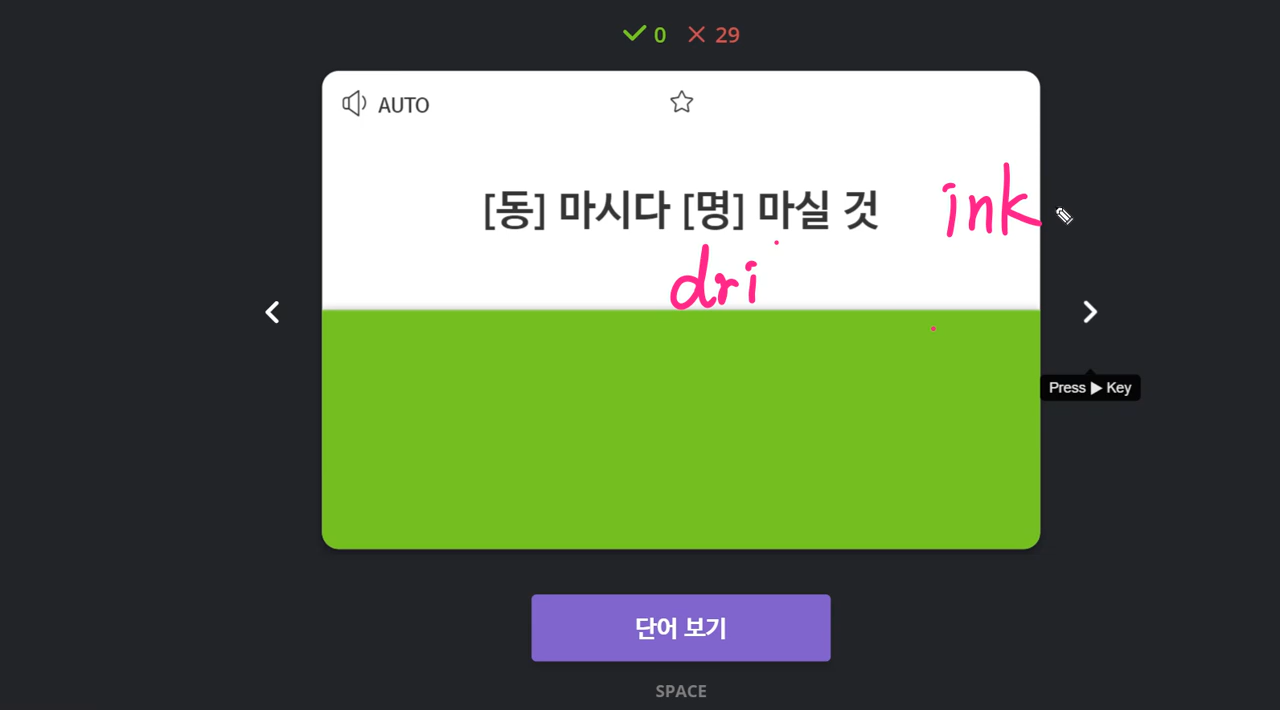 0 29
AUTO
[동] 마시다 [명] 마실 것
ink
dri
Press ▶ Key
단어 보기
SPACE